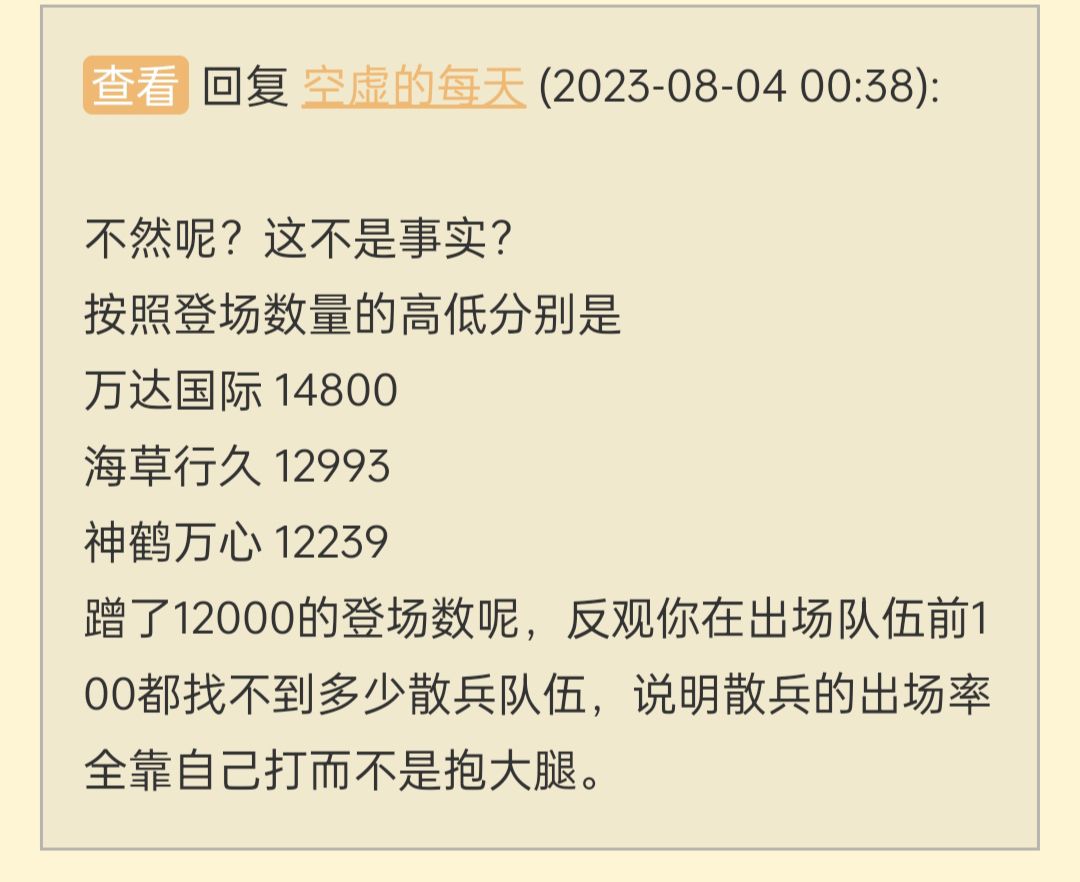 查看 回复 空虚的每天 (2023-08-04 00:38):
不然呢？这不是事实？
按照登场数量的高低分别是
万达国际 14800
海草行久 12993
神鹤万心 12239
蹭了12000的登场数呢，反观你在出场队伍前1
00都找不到多少散兵队伍，说明散兵的出场率
全靠自己打而不是抱大腿。